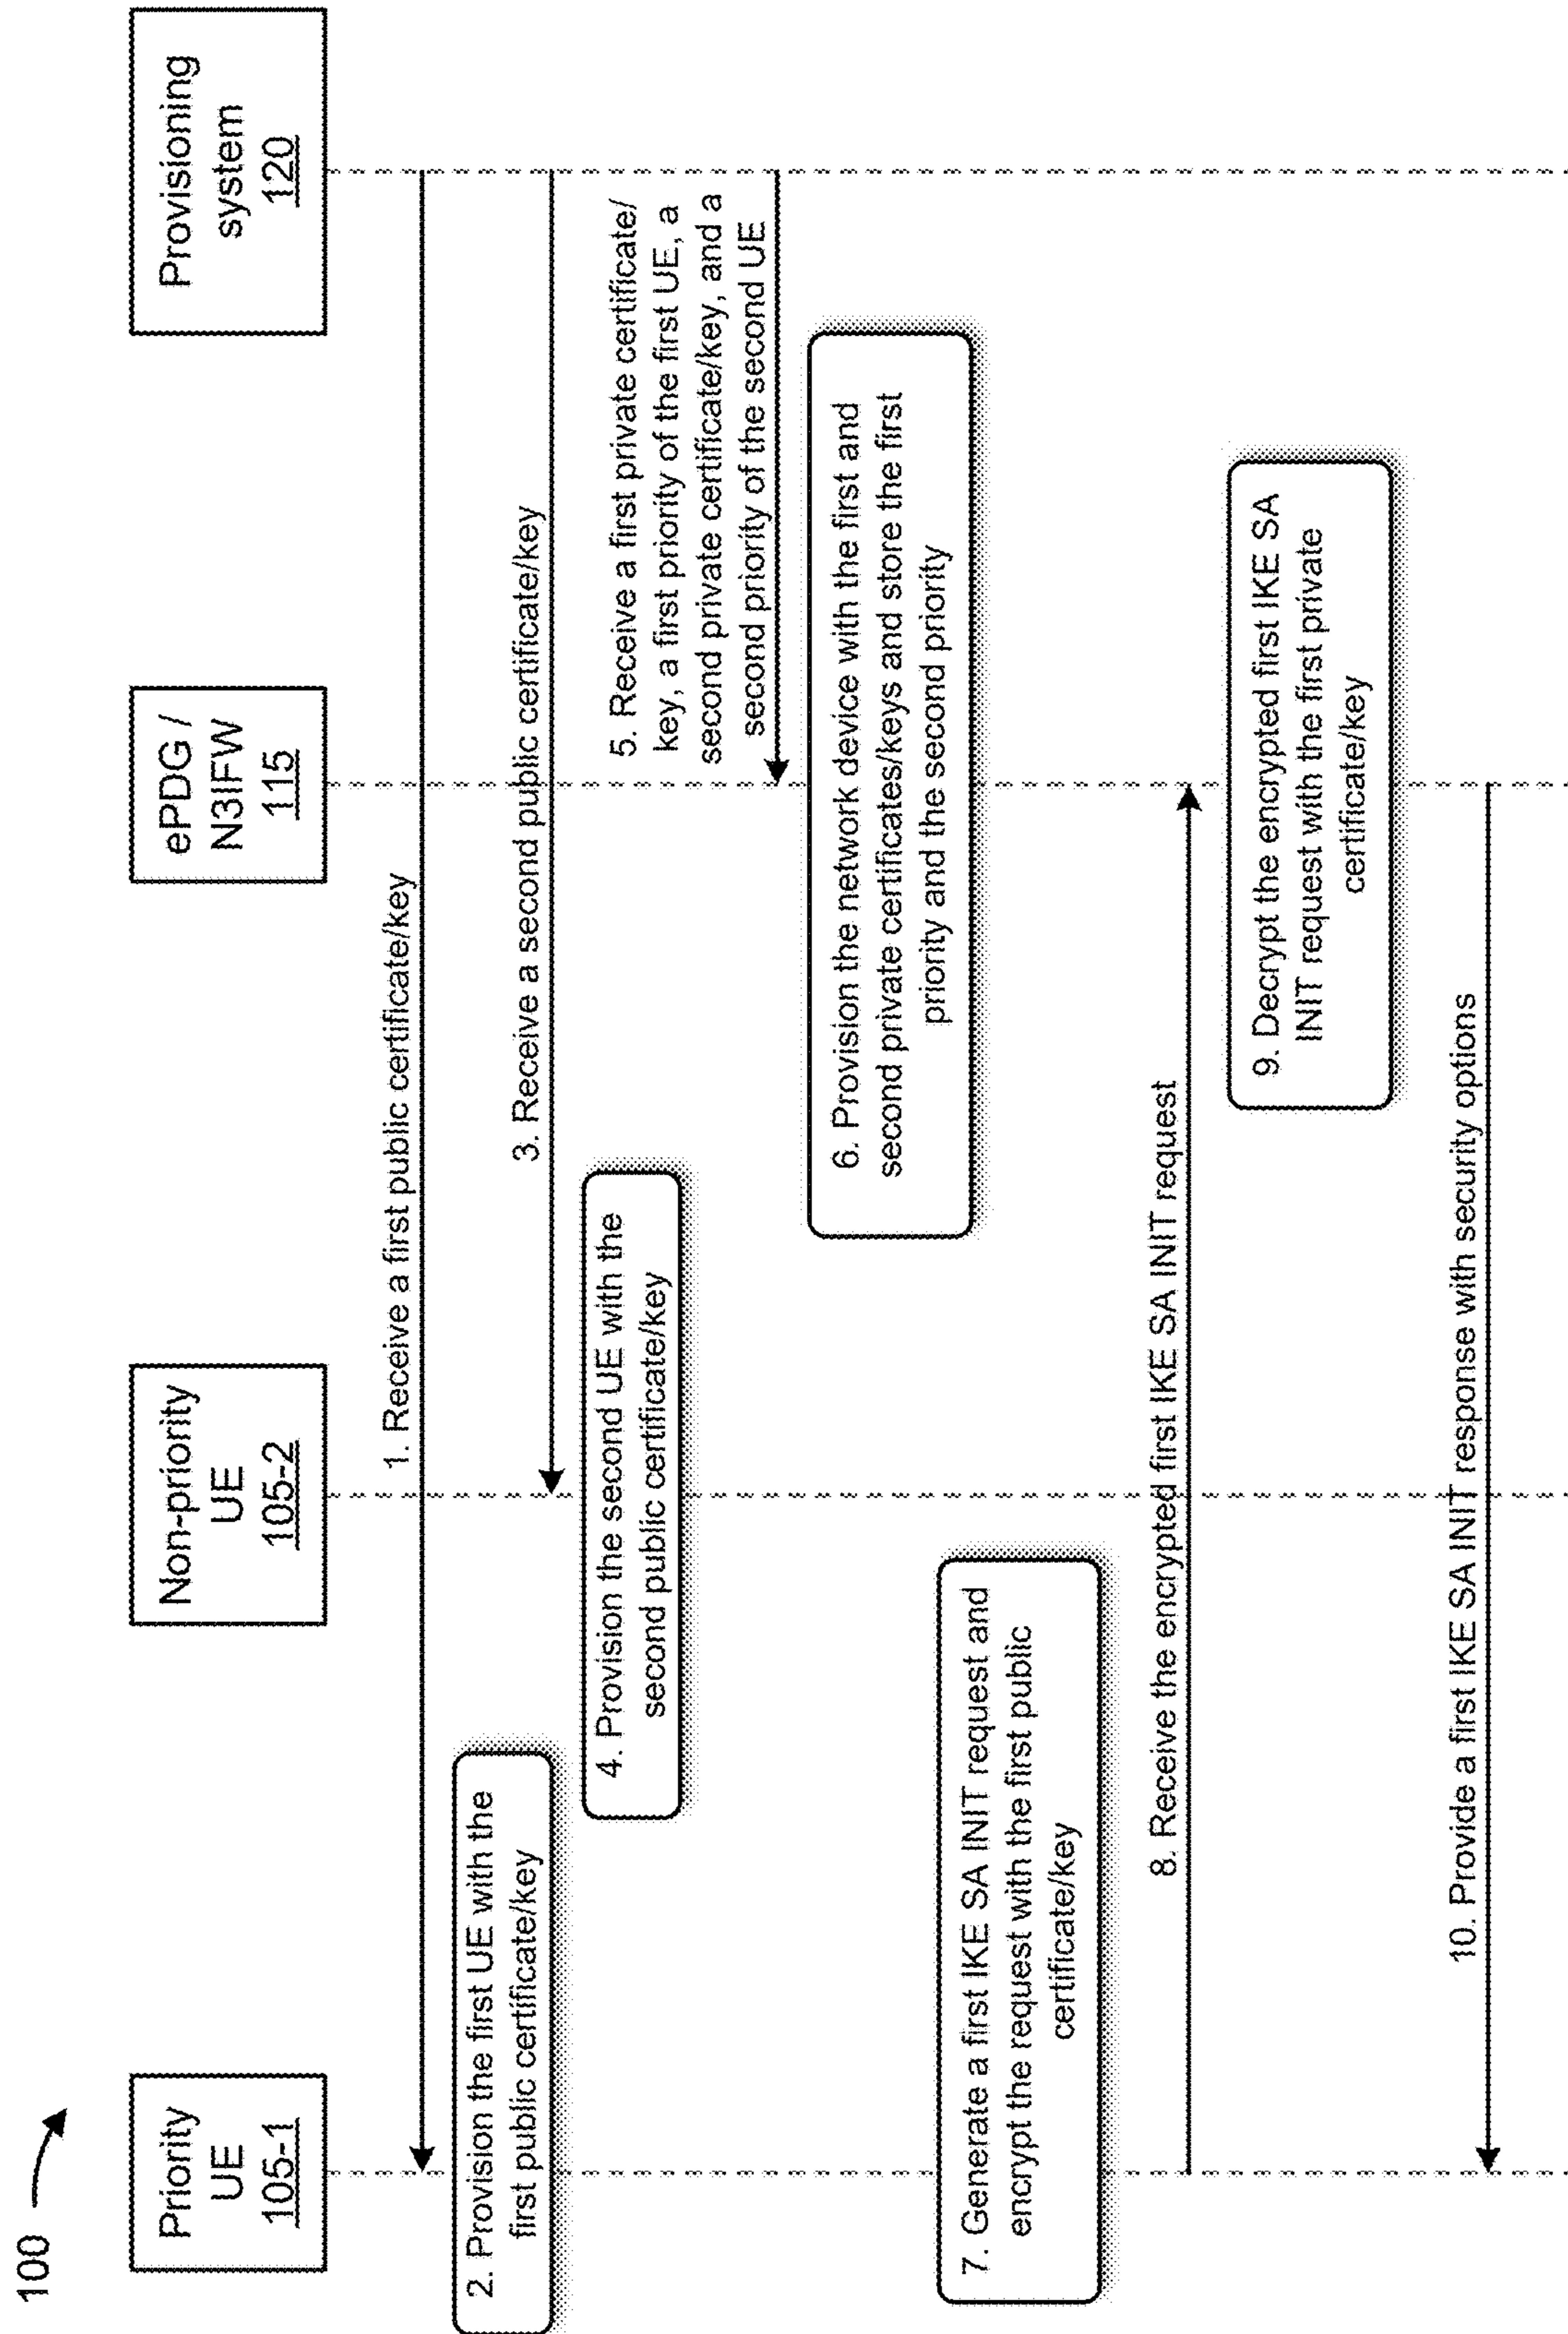 100
Priority
UE
105-1
Non-priority
UE
105-2
ePDG /
N3IFW
115
Provisioning
system
120
1. Receive a first public certificate/key
2. Provision the first UE with the
first public certificate/key
3. Receive a second public certificate/key
4. Provision the second UE with the
second public certificate/key
5. Receive a first private certificate/
key, a first priority of the first UE, a
second private certificate/key, and a
second priority of the second UE
6. Provision the network device with the first and
second private certificates/keys and store the first
priority and the second priority
7. Generate a first IKE SA INIT request and
encrypt the request with the first public
certificate/key
8. Receive the encrypted first IKE SA INIT request
9. Decrypt the encrypted first IKE SA
INIT request with the first private
certificate/key
10. Provide a first IKE SA INIT response with security options